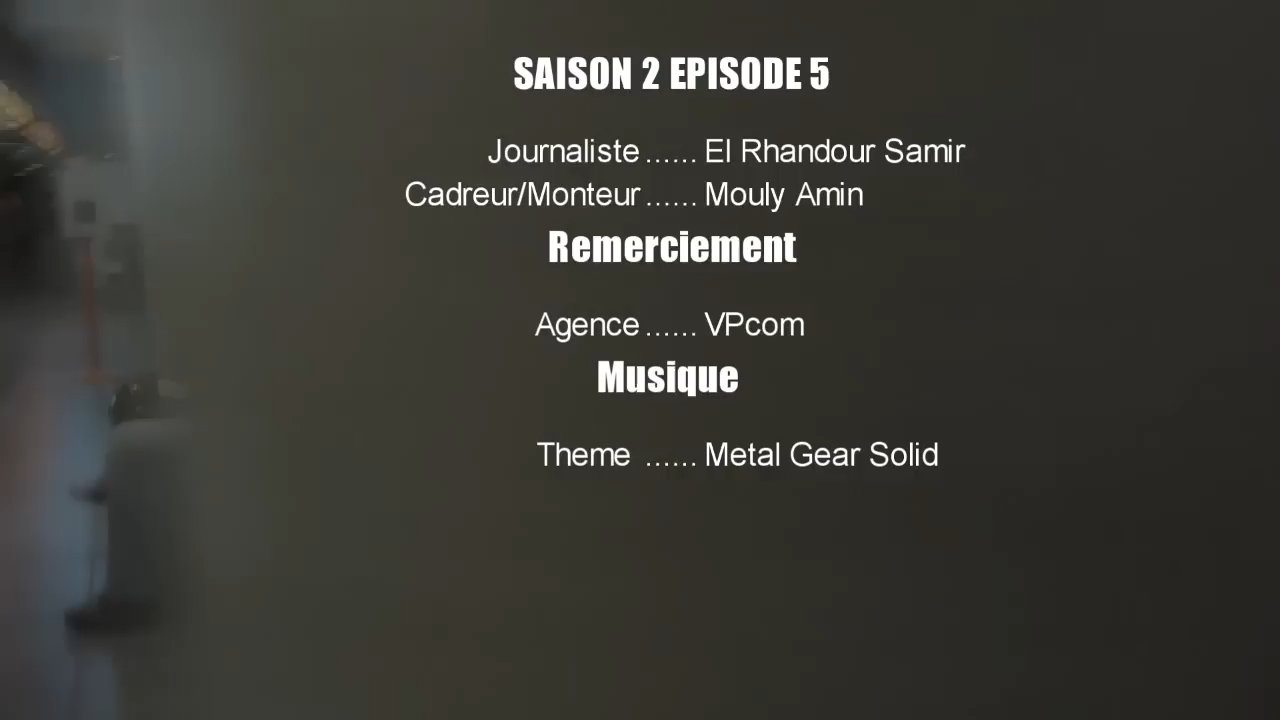 SAISON 2 EPISODE 5
Journaliste ...... El Rhandour Samir
Cadreur/Monteur ...... Mouly Amin
Remerciement
Agence ...... VPcom
Musique
Theme ...... Metal Gear Solid